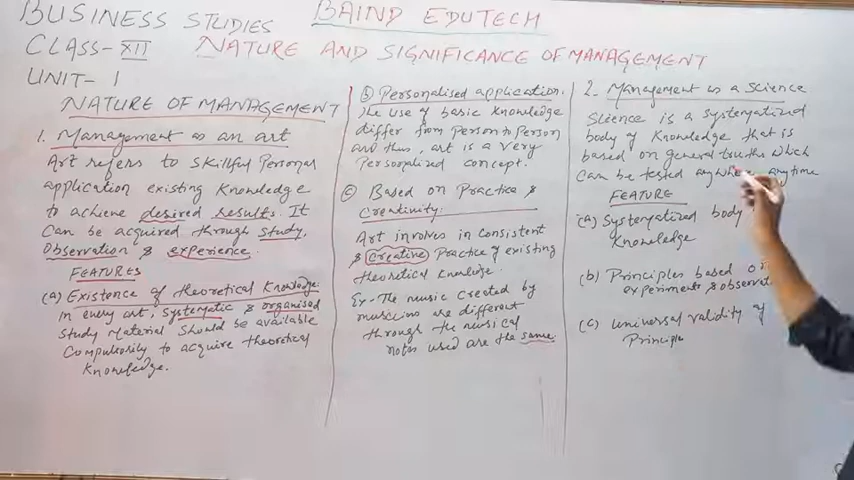 BUSINESS STUDIES
BAIND EDUTECH
CLASS-XII
NATURE AND SIGNIFICANCE OF MANAGEMENT
UNIT- I
NATURE OF MANAGEMENT
1. Management as an art
Art refers to skillful Personal
application existing knowledge
to achieve desired results. It
Can be acquired through study,
Observation & experience.
FEATURES
(a) Existence of theoretical Knowledge:
in every art, systematic & organised
study material should be available
Compulsorily to acquire theoretical
Knowledge.
(b) Personalised application.
The use of basic Knowledge
differ from Person to Person
and thus, art is a very
Personalized concept.
(c) Based on Practice &
Creativity:
Art involves in Consistent
& Creative Practice of existing
theoretical knowledge.
Ex- The music created by
are different
through the musical
notes used are the same.
2. Management as a Science
Science is a systematized
body of Knowledge that is
based on general truths which
Can be tested anywhere anytime
FEATURE
(a) Systematized body
Knowledge
(b) Principles based
experiments & observat
(c) universal validity of
Principles